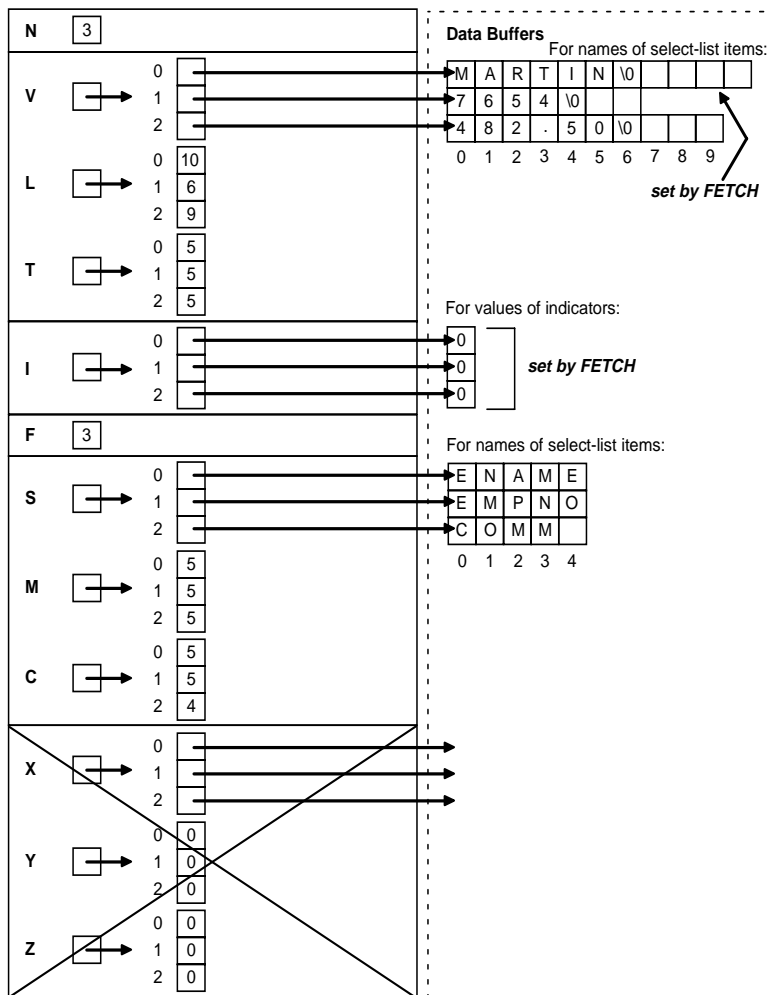 N 3
Data Buffers
For names of select-list items:
V
0 M A R T I N \0
1 7 6 5 4 \0
2 4 8 2 . 5 0 \0
0 1 2 3 4 5 6 7 8 9
set by FETCH
L
0 10
1 6
2 9
T
0 5
1 5
2 5
For values of indicators:
I
0 0
1 0
2 0
set by FETCH
F 3
For names of select-list items:
S
0 E N A M E
1 E M P N O
2 C O M M
0 1 2 3 4
M
0 5
1 5
2 5
C
0 5
1 5
2 4
X
0
1
2
Y
0 0
1 0
2 0
Z
0 0
1 0
2 0